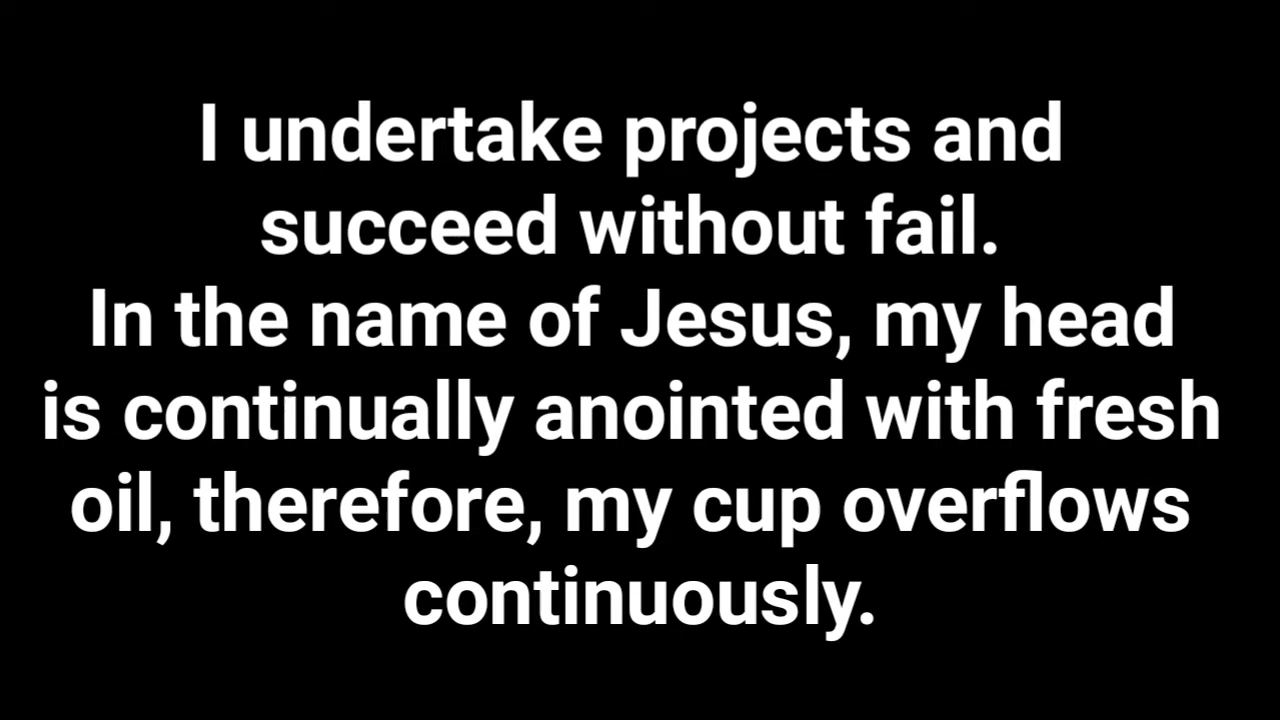 I undertake projects and
succeed without fail.
In the name of Jesus, my head
is continually anointed with fresh
oil, therefore, my cup overflows
continuously.